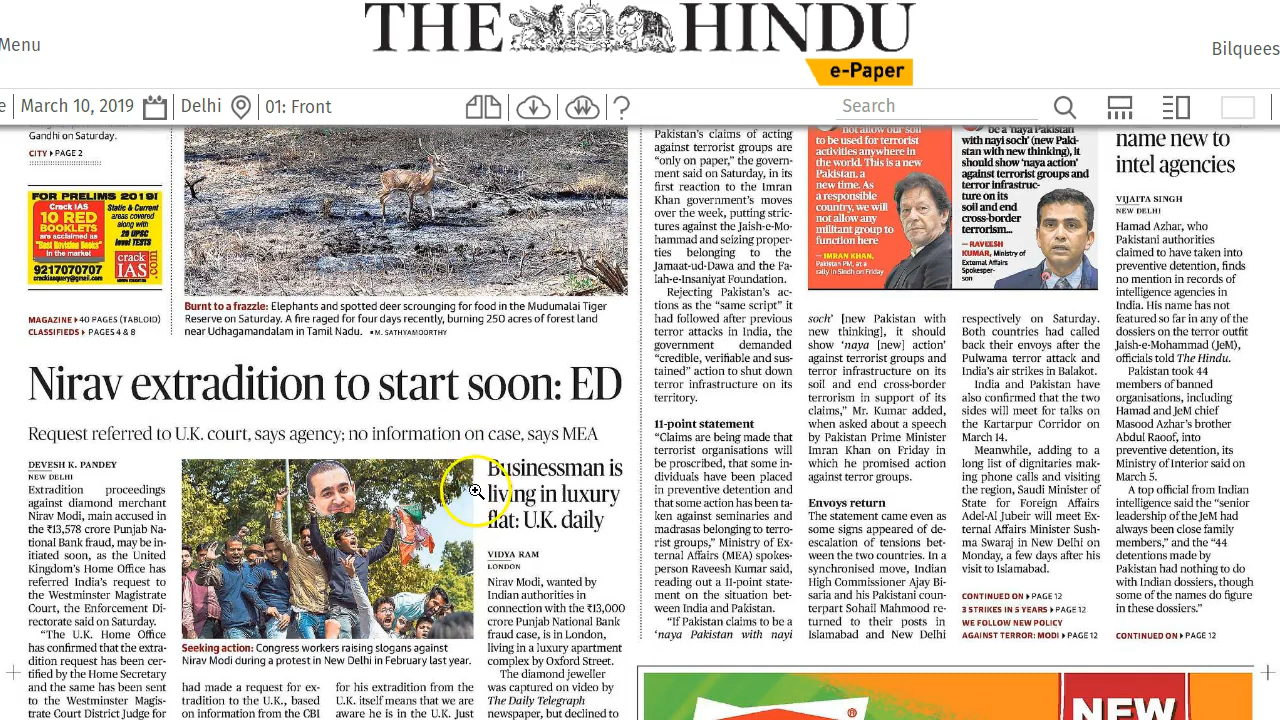 THE HINDU
e-Paper
Menu
Bilquees
e | March 10, 2019
Delhi
01: Front
?
Search
Gandhi on Saturday.
CITY PAGE 2
FOR PRELIMS 2019!
Crack IAS
10 RED
BOOKLETS
are acclaimed as
"Best Revision Books"
in the market
Static & Current
areas covered
along with
29 UPSC
level TESTS
9217070707
crackiasquery@gmail.com
crack
IAS
.com
MAGAZINE 40 PAGES (TABLOID)
CLASSIFIEDS PAGES 4 & 8
Burnt to a frazzle: Elephants and spotted deer scrounging for food in the Mudumalai Tiger
Reserve on Saturday. A fire raged for four days recently, burning 250 acres of forest land
near Udhagamandalam in Tamil Nadu. •M. SATHYAMOORTHY
Nirav extradition to start soon: ED
Request referred to U.K. court, says agency; no information on case, says MEA
DEVESH K. PANDEY
NEW DELHI
Extradition proceedings
against diamond merchant
Nirav Modi, main accused in
the ₹13,578 crore Punjab Na-
tional Bank fraud, may be in-
itiated soon, as the United
Kingdom's Home Office has
referred India's request to
the Westminster Magistrate
Court, the Enforcement Di-
rectorate said on Saturday.
"The U.K. Home Office
has confirmed that the extra-
dition request has been cer-
tified by the Home Secretary
and the same has been sent
to the Westminster Magis-
trate Court District Judge for
Seeking action: Congress workers raising slogans against
Nirav Modi during a protest in New Delhi in February last year.
had made a request for ex-
tradition to the U.K., based
on information from the CBI
for his extradition from the
U.K. itself means that we are
aware he is in the U.K. Just
Businessman is
living in luxury
flat: U.K. daily
VIDYA RAM
LONDON
Nirav Modi, wanted by
Indian authorities in
connection with the ₹13,000
crore Punjab National Bank
fraud case, is in London,
living in a luxury apartment
complex by Oxford Street.
The diamond jeweller
was captured on video by
The Daily Telegraph
newspaper, but declined to
Pakistan's claims of acting
against terrorist groups are
"only on paper," the govern-
ment said on Saturday, in its
first reaction to the Imran
Khan government's moves
over the week, putting stric-
tures against the Jaish-e-Mo-
hammad and seizing proper-
ties belonging to the
Jamaat-ud-Dawa and the Fa-
lah-e-Insaniyat Foundation.
Rejecting Pakistan's ac-
tions as the "same script" it
had followed after previous
terror attacks in India, the
government demanded
"credible, verifiable and sus-
tained" action to shut down
terror infrastructure on its
territory.
11-point statement
"Claims are being made that
terrorist organisations will
be proscribed, that some in-
dividuals have been placed
in preventive detention and
that some action has been ta-
ken against seminaries and
madrasas belonging to terro-
rist groups," Ministry of Ex-
ternal Affairs (MEA) spokes-
person Raveesh Kumar said,
reading out a 11-point state-
ment on the situation bet-
ween India and Pakistan.
"If Pakistan claims to be a
'naya Pakistan with nayi
not allow our soil
to be used for terrorist
activities anywhere in
the world. This is a new
Pakistan, a
new time. As
a responsible
country, we will
not allow any
militant group to
function here
— IMRAN KHAN,
Pakistan PM, at a
rally in Sindh on Friday
be a 'naya Pakistan
with nayi soch' (new Paki-
stan with new thinking), it
should show 'naya action'
against terrorist groups and
terror infrastruc-
ture on its
soil and end
cross-border
terrorism...
— RAVEESH
KUMAR, Ministry of
External Affairs
Spokesper-
son
soch' [new Pakistan with
new thinking], it should
show 'naya [new] action'
against terrorist groups and
terror infrastructure on its
soil and end cross-border
terrorism in support of its
claims," Mr. Kumar added,
when asked about a speech
by Pakistan Prime Minister
Imran Khan on Friday in
which he promised action
against terror groups.
Envoys return
The statement came even as
some signs appeared of de-
escalation of tensions bet-
ween the two countries. In a
synchronised move, Indian
High Commissioner Ajay Bi-
saria and his Pakistani coun-
terpart Sohail Mahmood re-
turned to their posts in
Islamabad and New Delhi
respectively on Saturday.
Both countries had called
back their envoys after the
Pulwama terror attack and
India's air strikes in Balakot.
India and Pakistan have
also confirmed that the two
sides will meet for talks on
the Kartarpur Corridor on
March 14.
Meanwhile, adding to a
long list of dignitaries mak-
ing phone calls and visiting
the region, Saudi Minister of
State for Foreign Affairs
Adel-Al Jubeir will meet Ex-
ternal Affairs Minister Sush-
ma Swaraj in New Delhi on
Monday, a few days after his
visit to Islamabad.
CONTINUED ON PAGE 12
3 STRIKES IN 5 YEARS PAGE 12
WE FOLLOW NEW POLICY
AGAINST TERROR: MODI PAGE 12
name new to
intel agencies
VIJAITA SINGH
NEW DELHI
Hamad Azhar, who
Pakistani authorities
claimed to have taken into
preventive detention, finds
no mention in records of
intelligence agencies in
India. His name has not
featured so far in any of the
dossiers on the terror outfit
Jaish-e-Mohammad (JeM),
officials told The Hindu.
Pakistan took 44
members of banned
organisations, including
Hamad and JeM chief
Masood Azhar's brother
Abdul Raoof, into
preventive detention, its
Ministry of Interior said on
March 5.
A top official from Indian
intelligence said the "senior
leadership of the JeM had
always been close family
members," and the "44
detentions made by
Pakistan had nothing to do
with Indian dossiers, though
some of the names do figure
in these dossiers."
CONTINUED ON PAGE 12
®
NEW